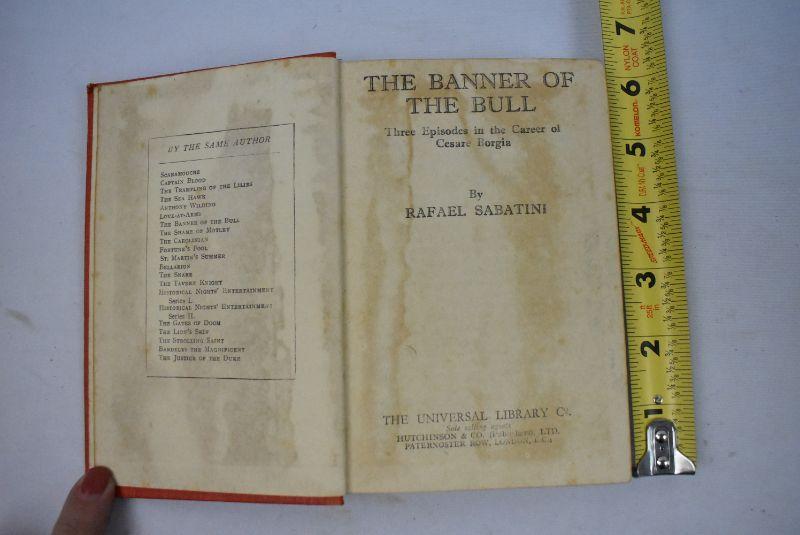 BY THE SAME AUTHOR
SCARAMOUCHE
CAPTAIN BLOOD
THE TRAMPLING OF THE LILIES
THE SEA HAWK
ANTHONY WILDING
LOVE-AT-ARMS
THE BANNER OF THE BULL
THE SHAME OF MOTLEY
THE CAROLINIAN
FORTUNE'S FOOL
ST. MARTIN'S SUMMER
BELLARION
THE SNARE
THE TAVERN KNIGHT
HISTORICAL NIGHTS' ENTERTAINMENT
Series I.
HISTORICAL NIGHTS' ENTERTAINMENT
Series II.
THE GATES OF DOOM
THE LION'S SKIN
THE STROLLING SAINT
BARDELYS THE MAGNIFICENT
THE JUSTICE OF THE DUKE
THE BANNER OF
THE BULL
Three Episodes in the Career of
Cesare Borgia
By
RAFAEL SABATINI
THE UNIVERSAL LIBRARY Co.
Sole selling agents
HUTCHINSON & CO. (Publishers), LTD.
PATERNOSTER ROW, LONDON, E.C.4
7
NYLON
COAT
6
KOMELON
5
4
3
25ft
2
1